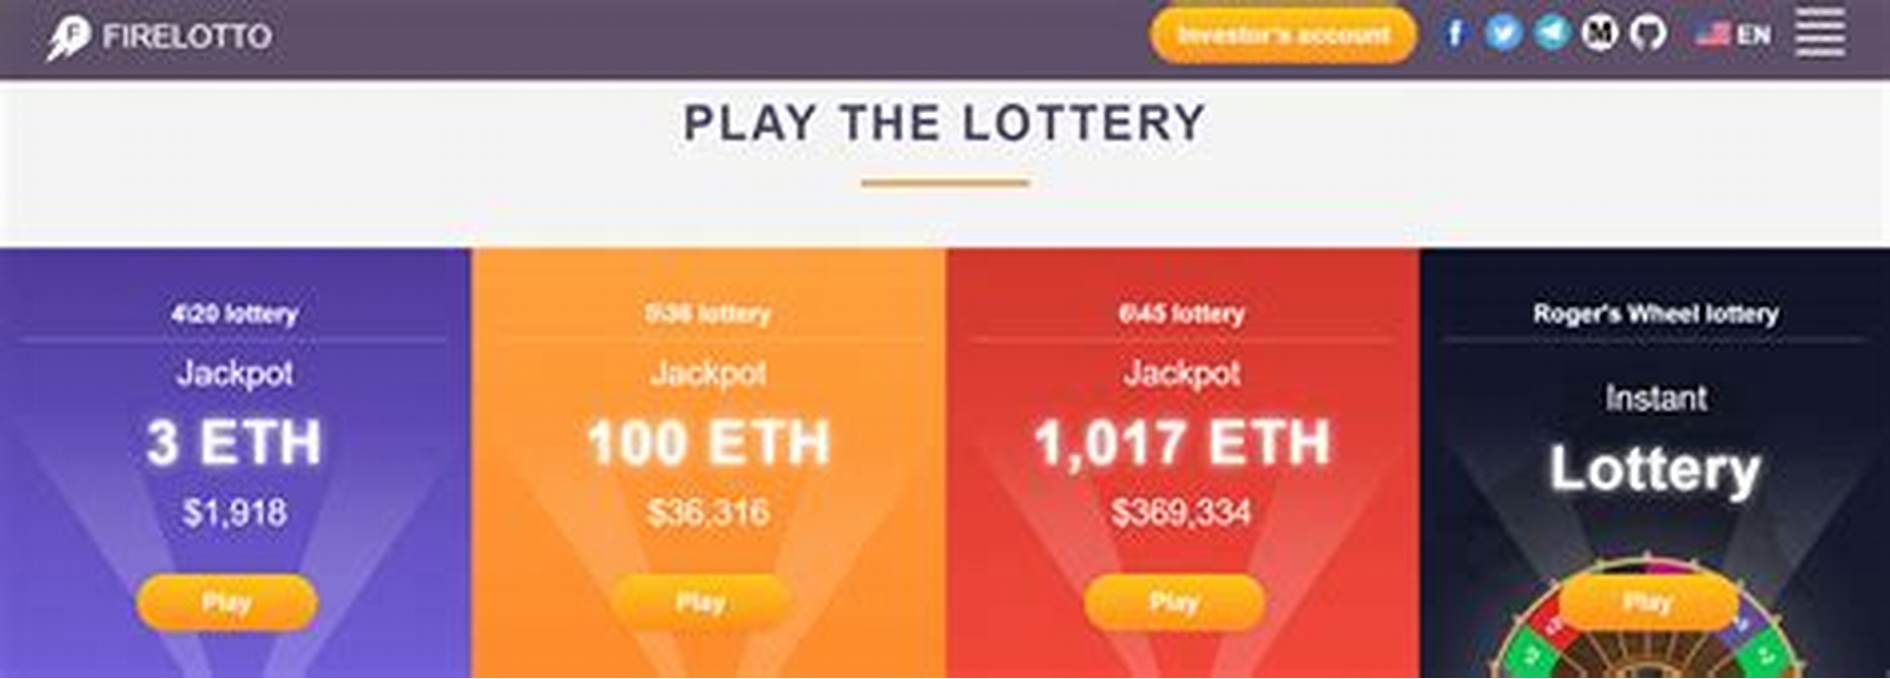 FIRELOTTO
Investor's account
EN
PLAY THE LOTTERY
4\20 lottery
Jackpot
3 ETH
$1,918
Play
5\36 lottery
Jackpot
100 ETH
$36,316
Play
6\45 lottery
Jackpot
1,017 ETH
$369,334
Play
Roger's Wheel lottery
Instant
Lottery
Play